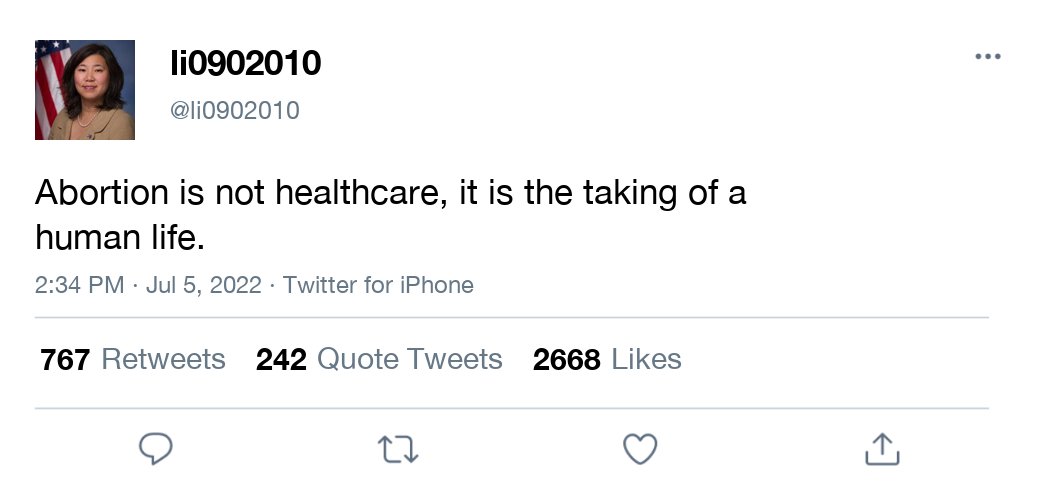 li0902010
@li0902010
Abortion is not healthcare, it is the taking of a
human life.
2:34 PM · Jul 5, 2022 · Twitter for iPhone
767 Retweets 242 Quote Tweets 2668 Likes